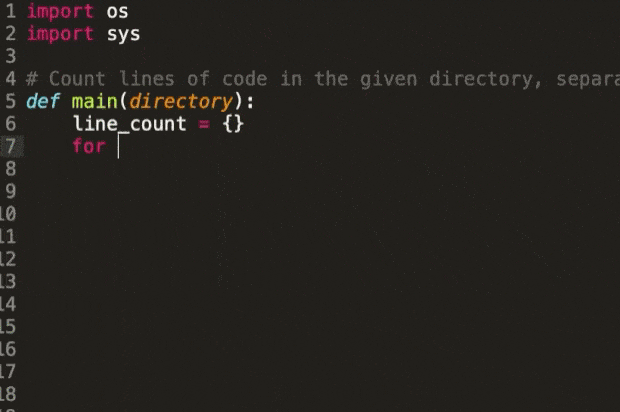 1 import os
2 import sys
3
4 # Count lines of code in the given directory, separa
5 def main(directory):
6 line_count = {}
7 for
8
9
10
11
12
13
14
15
16
17
18